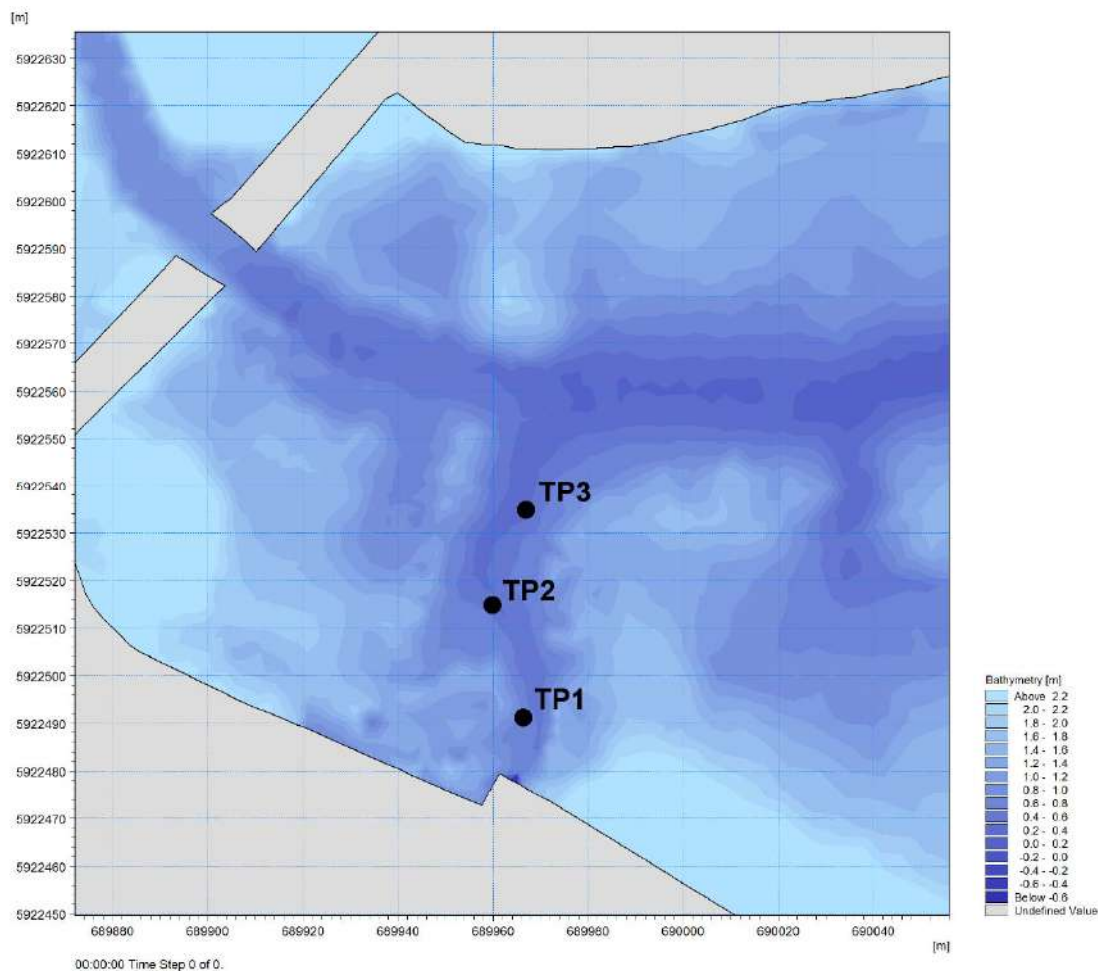 [m]
5922630
5922620
5922610
5922600
5922590
5922580
5922570
5922560
5922550
5922540
5922530
5922520
5922510
5922500
5922490
5922480
5922470
5922460
5922450
TP3
TP2
TP1
689880 689900 689920 689940 689960 689980 690000 690020 690040
[m]
00:00:00 Time Step 0 of 0.
Bathymetry [m]
Above 2.2
2.0 - 2.2
1.8 - 2.0
1.6 - 1.8
1.4 - 1.6
1.2 - 1.4
1.0 - 1.2
0.8 - 1.0
0.6 - 0.8
0.4 - 0.6
0.2 - 0.4
0.0 - 0.2
-0.2 - 0.0
-0.4 - -0.2
-0.6 - -0.4
Below -0.6
Undefined Value